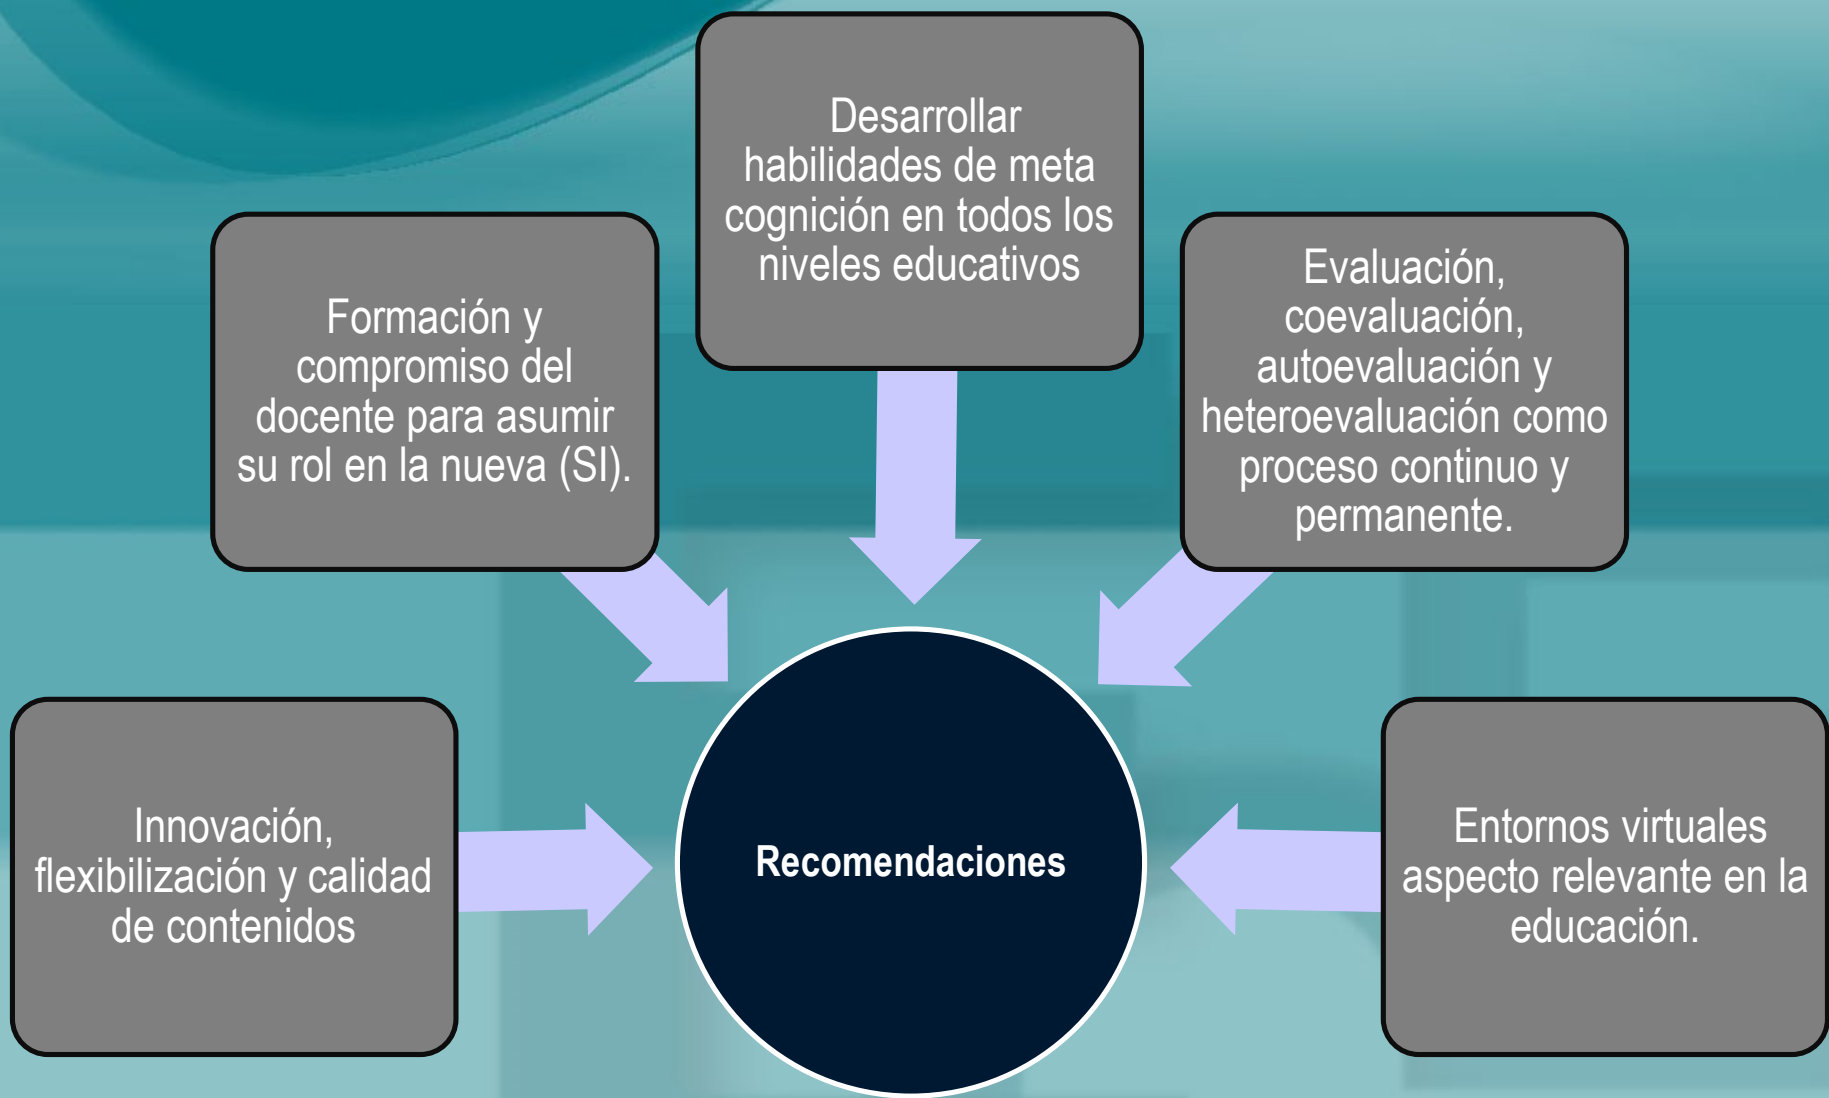 Desarrollar
habilidades de meta
cognición en todos los
niveles educativos
Formación y
compromiso del
docente para asumir
su rol en la nueva (SI).
Evaluación,
coevaluación,
autoevaluación y
heteroevaluación como
proceso continuo y
permanente.
Innovación,
flexibilización y calidad
de contenidos
Recomendaciones
Entornos virtuales
aspecto relevante en la
educación.